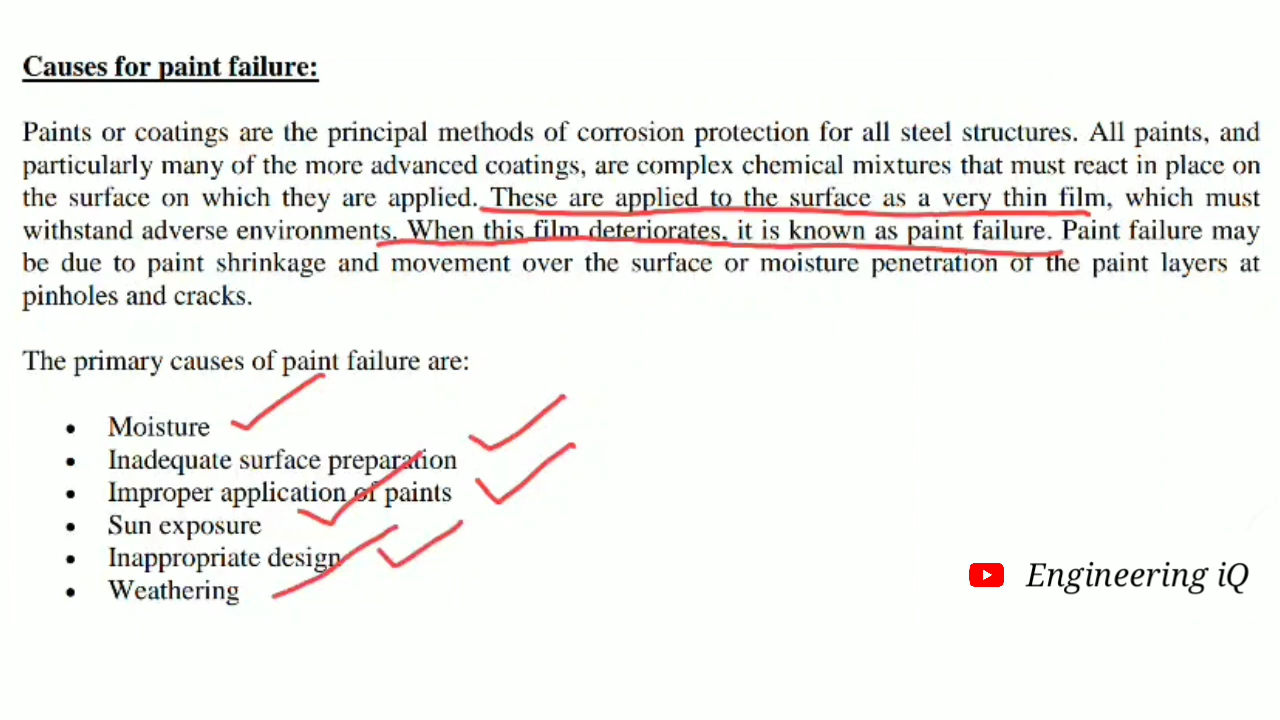 Causes for paint failure:
Paints or coatings are the principal methods of corrosion protection for all steel structures. All paints, and
particularly many of the more advanced coatings, are complex chemical mixtures that must react in place on
the surface on which they are applied. These are applied to the surface as a very thin film, which must
withstand adverse environments. When this film deteriorates, it is known as paint failure. Paint failure may
be due to paint shrinkage and movement over the surface or moisture penetration of the paint layers at
pinholes and cracks.
The primary causes of paint failure are:
• Moisture
• Inadequate surface preparation
• Improper application of paints
• Sun exposure
• Inappropriate design
• Weathering
Engineering iQ